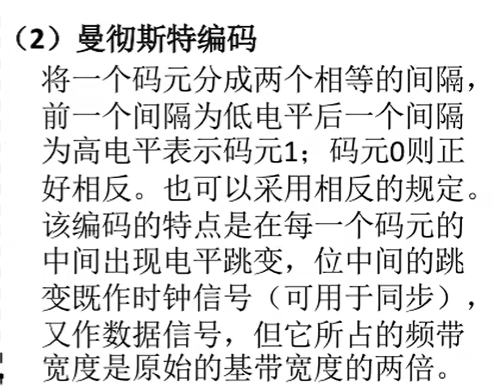 （2）曼彻斯特编码
将一个码元分成两个相等的间隔，
前一个间隔为低电平后一个间隔
为高电平表示码元1；码元0则正
好相反。也可以采用相反的规定。
该编码的特点是在每一个码元的
中间出现电平跳变，位中间的跳
变既作时钟信号（可用于同步），
又作数据信号，但它所占的频带
宽度是原始的基带宽度的两倍。